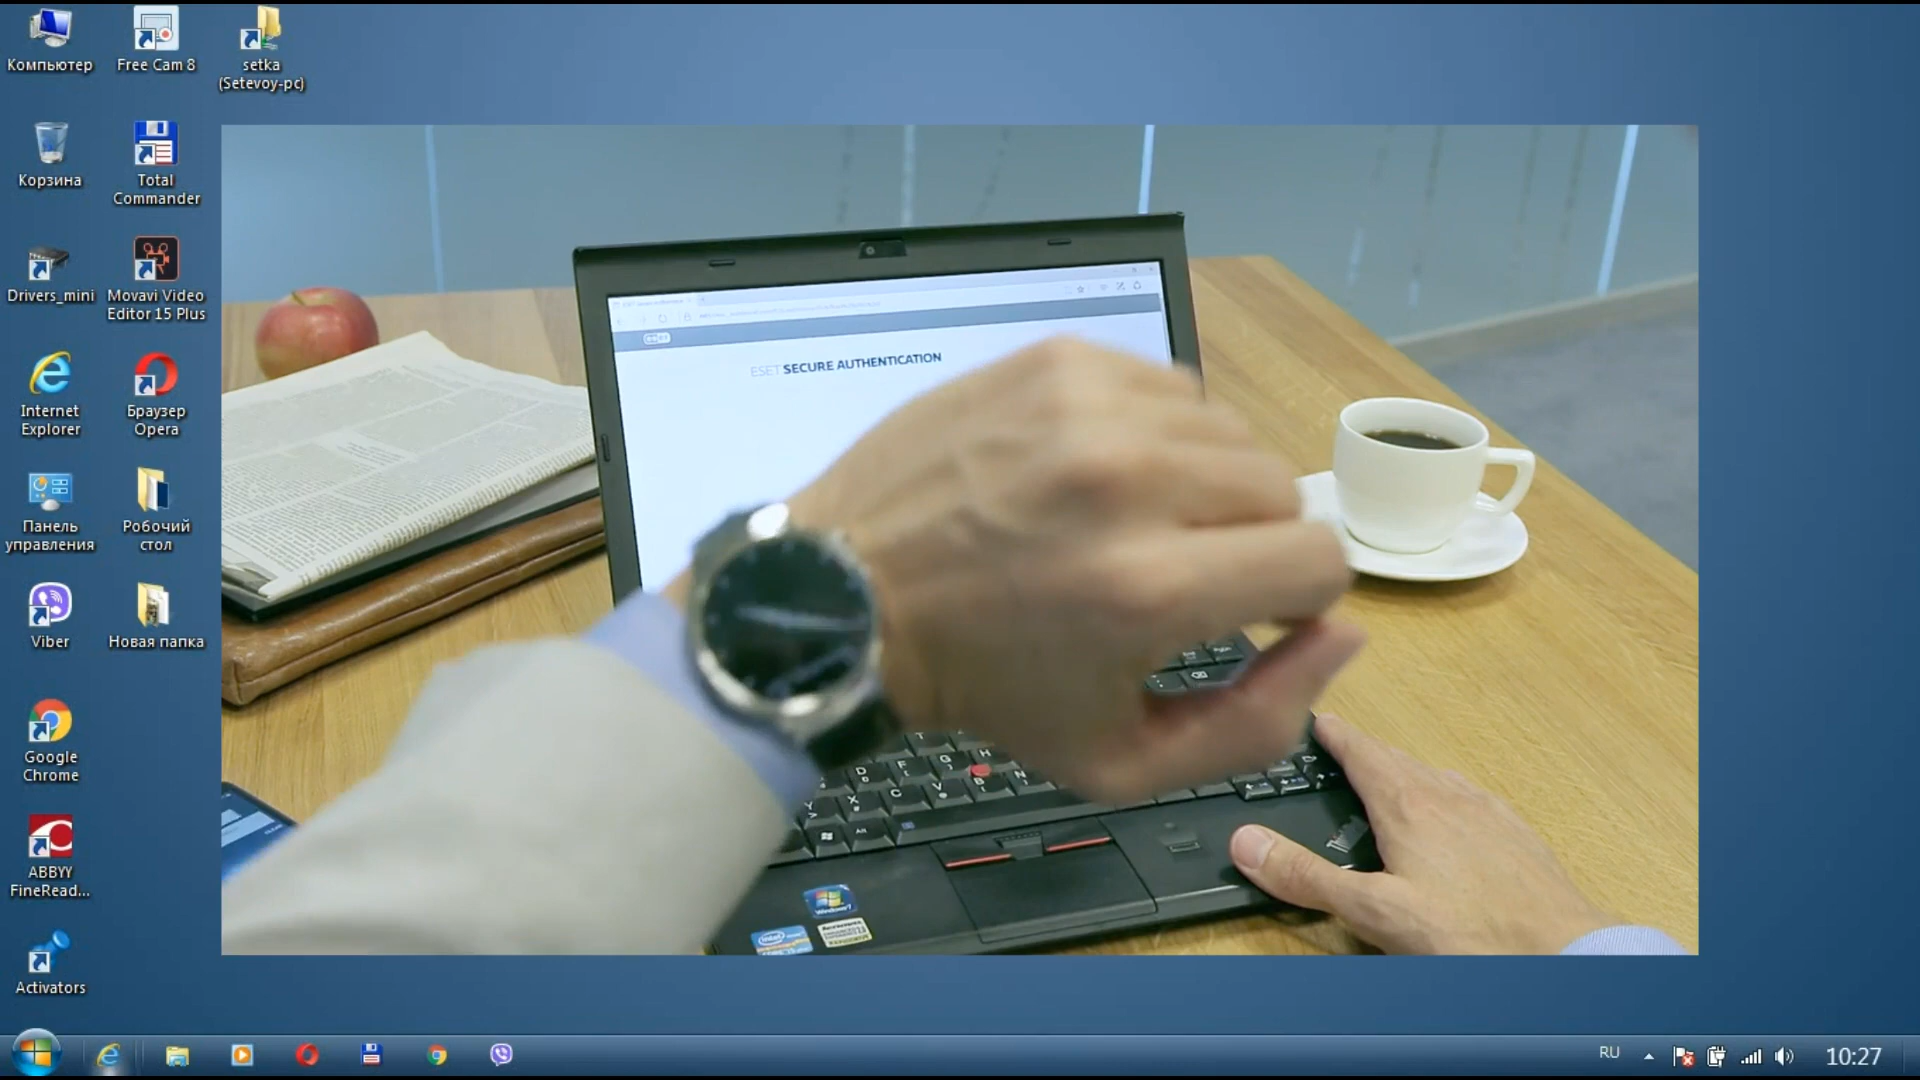 Компьютер
Free Cam 8
setka
(Setevoy-pc)
Корзина
Total
Commander
Drivers_mini
Movavi Video
Editor 15 Plus
Internet
Explorer
Браузер
Opera
Панель
управления
Робочий
стол
Viber
Новая папка
Google
Chrome
ABBYY
FineRead...
Activators
ESET SECURE AUTHENTICATION
Windows 7
RU
10:27